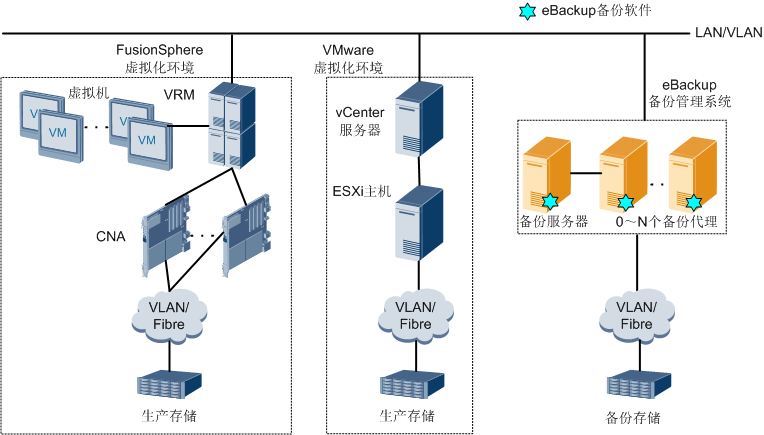 eBackup备份软件
LAN/VLAN
FusionSphere
虚拟化环境
VMware
虚拟化环境
eBackup
备份管理系统
虚拟机
VRM
VM
VM
VM
VM
vCenter
服务器
ESXi主机
备份服务器
0～N个备份代理
CNA
VLAN/
Fibre
VLAN/
Fibre
VLAN/
Fibre
生产存储
生产存储
备份存储